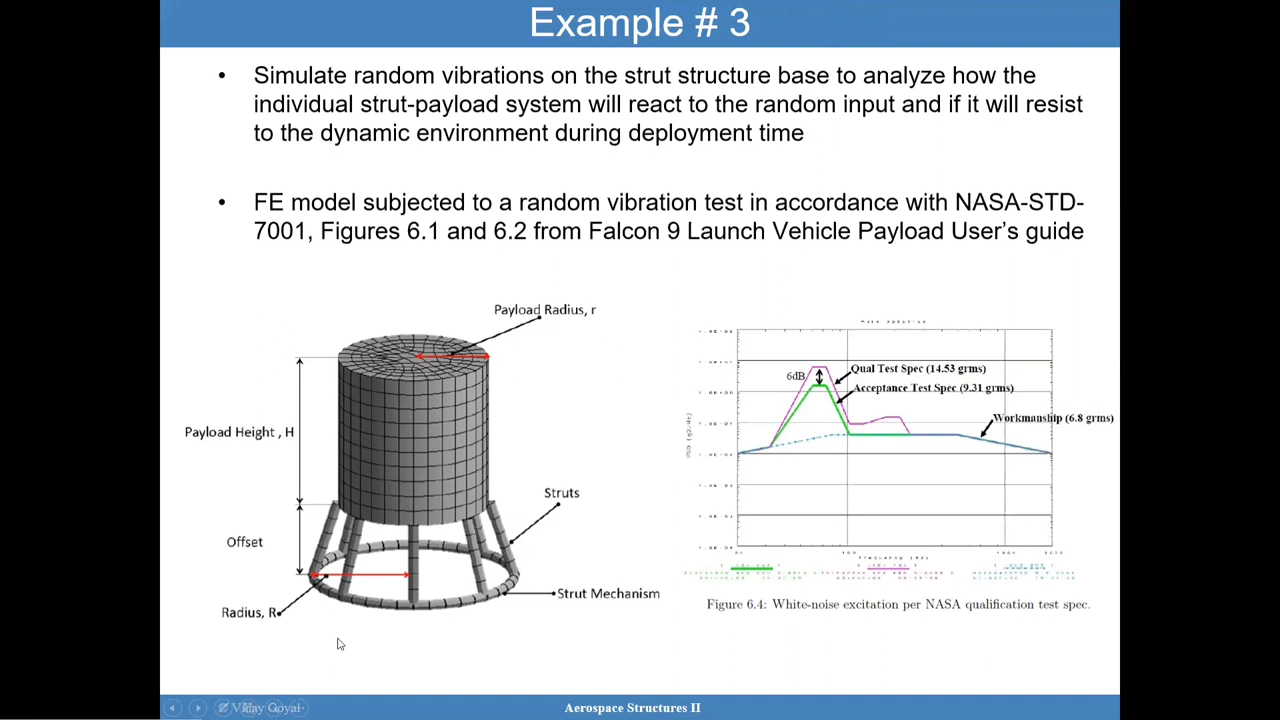 Example # 3
• Simulate random vibrations on the strut structure base to analyze how the
individual strut-payload system will react to the random input and if it will resist
to the dynamic environment during deployment time
• FE model subjected to a random vibration test in accordance with NASA-STD-
7001, Figures 6.1 and 6.2 from Falcon 9 Launch Vehicle Payload User's guide
Payload Radius, r
Payload Height , H
Struts
Offset
Strut Mechanism
Radius, R
6dB
Qual Test Spec (14.53 grms)
Acceptance Test Spec (9.31 grms)
Workmanship (6.8 grms)
Figure 6.4: White-noise excitation per NASA qualification test spec.
Vinay Goyal
Aerospace Structures II